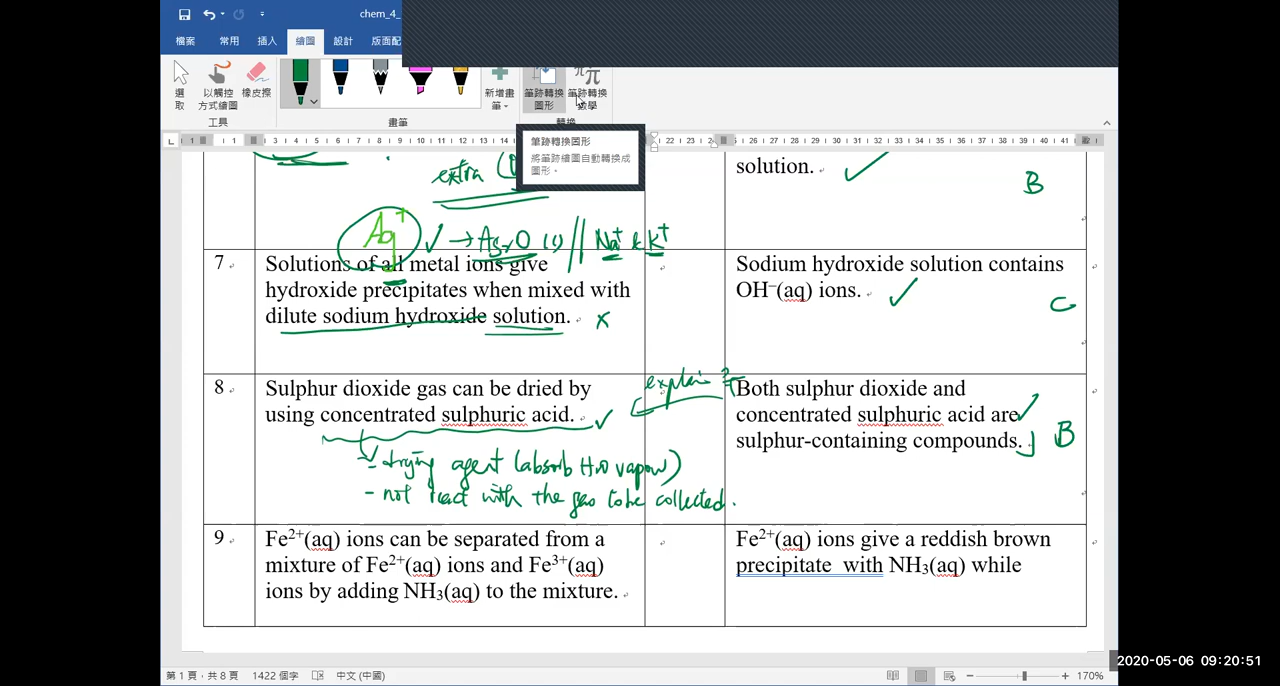 chem_4_
檔案 常用 插入 繪圖 設計 版面配
選取 以觸控方式繪圖 橡皮擦 新增畫筆 筆跡轉換圖形 筆跡轉換數學
工具 畫筆 轉換
筆跡轉換圖形
將筆跡繪圖自動轉換成圖形。
extra
solution. ✓
B
Ag+ ✓ → Ag2O (s) // Na+ & K+
7
Solutions of all metal ions give
hydroxide precipitates when mixed with
dilute sodium hydroxide solution. x
Sodium hydroxide solution contains
OH⁻(aq) ions. ✓
C
8
Sulphur dioxide gas can be dried by
using concentrated sulphuric acid. ✓
explain ?
Both sulphur dioxide and
concentrated sulphuric acid are ✓
sulphur-containing compounds.
B
- drying agent (absorb H2O vapour)
- not react with the gas to be collected.
9
Fe²⁺(aq) ions can be separated from a
mixture of Fe²⁺(aq) ions and Fe³⁺(aq)
ions by adding NH₃(aq) to the mixture.
Fe²⁺(aq) ions give a reddish brown
precipitate with NH₃(aq) while
2020-05-06 09:20:51
第 1 頁，共 8 頁 1422 個字 中文 (中國) 170%